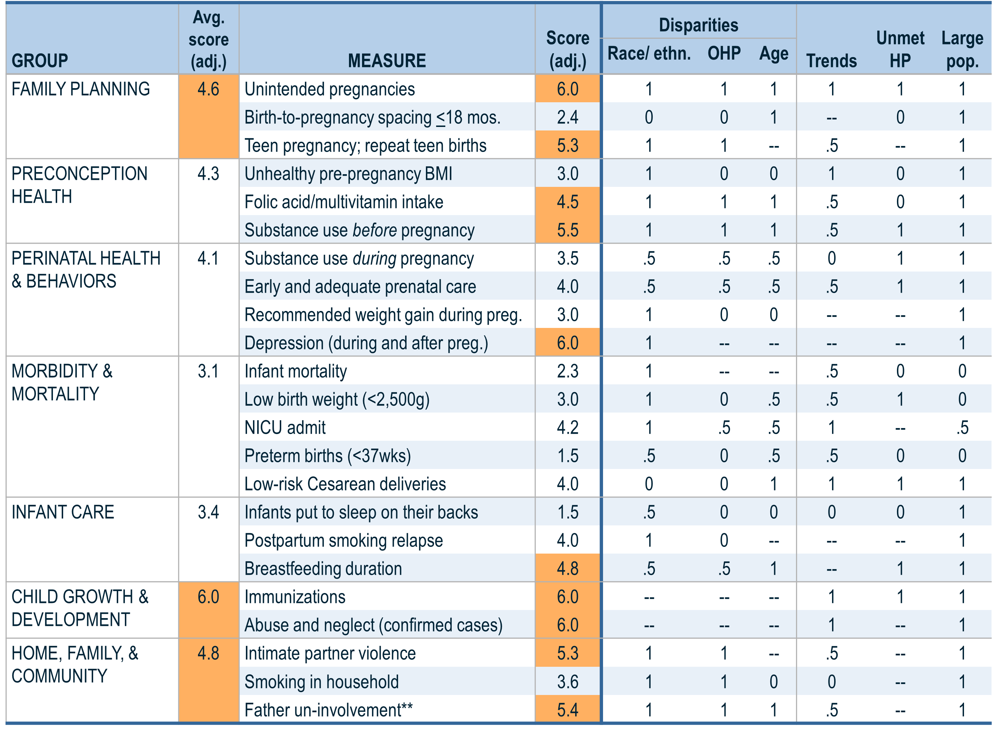 GROUP Avg. score (adj.) MEASURE Score (adj.) Disparities Race/ ethn. OHP Age Trends Unmet HP Large pop.
FAMILY PLANNING 4.6 Unintended pregnancies 6.0 1 1 1 1 1 1
Birth-to-pregnancy spacing ≤18 mos. 2.4 0 0 1 -- 0 1
Teen pregnancy; repeat teen births 5.3 1 1 -- .5 -- 1
PRECONCEPTION 4.3 Unhealthy pre-pregnancy BMI 3.0 1 0 0 1 0 1
HEALTH Folic acid/multivitamin intake 4.5 1 1 1 .5 0 1
Substance use before pregnancy 5.5 1 1 1 .5 1 1
PERINATAL HEALTH 4.1 Substance use during pregnancy 3.5 .5 .5 .5 0 1 1
& BEHAVIORS Early and adequate prenatal care 4.0 .5 .5 .5 .5 1 1
Recommended weight gain during preg. 3.0 1 0 0 -- -- 1
Depression (during and after preg.) 6.0 1 -- -- -- -- 1
MORBIDITY & 3.1 Infant mortality 2.3 1 -- -- .5 0 0
MORTALITY Low birth weight (<2,500g) 3.0 1 0 .5 .5 1 0
NICU admit 4.2 1 .5 .5 1 -- .5
Preterm births (<37wks) 1.5 .5 0 .5 .5 0 0
Low-risk Cesarean deliveries 4.0 0 0 1 1 1 1
INFANT CARE 3.4 Infants put to sleep on their backs 1.5 .5 0 0 0 0 1
Postpartum smoking relapse 4.0 1 0 -- -- -- 1
Breastfeeding duration 4.8 .5 .5 1 -- 1 1
CHILD GROWTH & 6.0 Immunizations 6.0 -- -- -- 1 1 1
DEVELOPMENT Abuse and neglect (confirmed cases) 6.0 -- -- -- 1 -- 1
HOME, FAMILY, & 4.8 Intimate partner violence 5.3 1 1 -- .5 -- 1
COMMUNITY Smoking in household 3.6 1 1 0 0 -- 1
Father un-involvement** 5.4 1 1 1 .5 -- 1